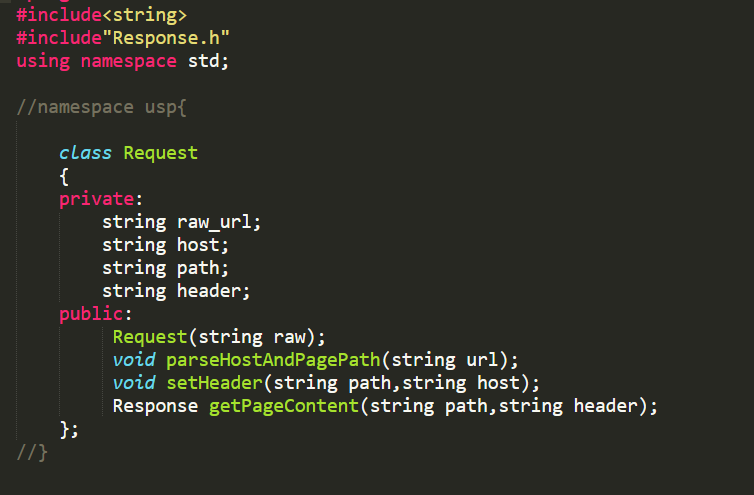 #include<string>
#include"Response.h"
using namespace std;
//namespace usp{
class Request
{
private:
string raw_url;
string host;
string path;
string header;
public:
Request(string raw);
void parseHostAndPagePath(string url);
void setHeader(string path,string host);
Response getPageContent(string path,string header);
};
//}